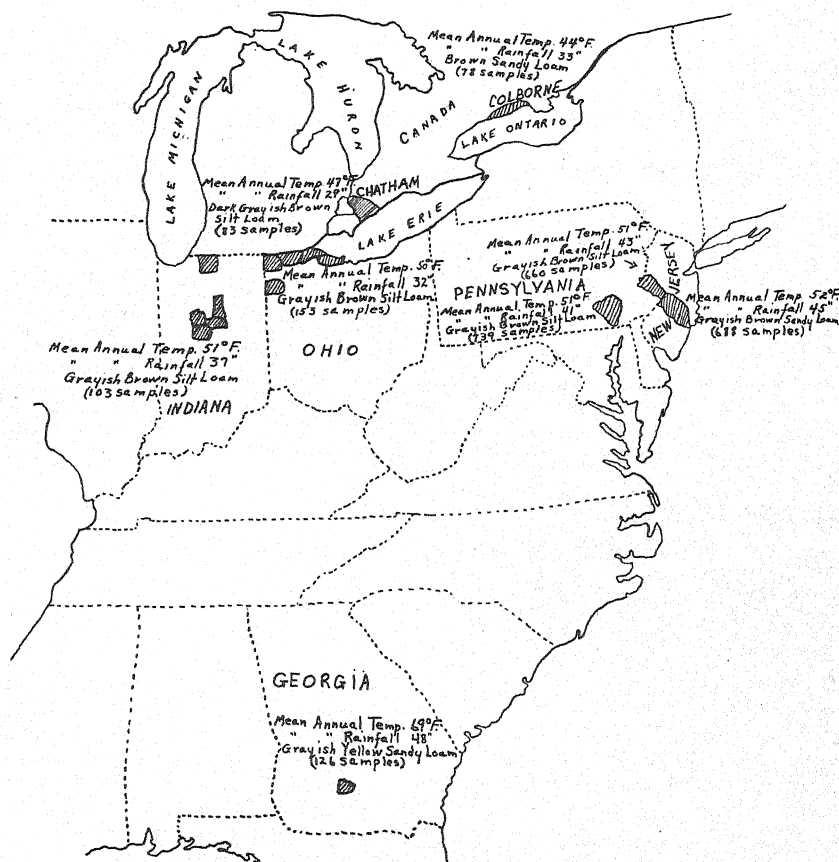 Mean Annual Temp. 44°F.
" " Rainfall 33"
Brown Sandy Loam
(78 samples)
COLBORNE
LAKE HURON
LAKE MICHIGAN
CANADA
LAKE ONTARIO
Mean Annual Temp. 47°F.
" " Rainfall 29"
Dark Grayish Brown
Silt Loam
(83 samples)
CHATHAM
LAKE ERIE
Mean Annual Temp. 50°F.
" " Rainfall 32"
Grayish Brown Silt Loam
(153 samples)
OHIO
Mean Annual Temp. 51°F.
" " Rainfall 43"
Grayish Brown Silt Loam
(660 samples)
PENNSYLVANIA
Mean Annual Temp. 51°F.
" " Rainfall 41"
Grayish Brown Silt Loam
(739 samples)
NEW JERSEY
Mean Annual Temp. 52°F.
" " Rainfall 45"
Grayish Brown Sandy Loam
(688 samples)
Mean Annual Temp. 51°F.
" " Rainfall 37"
Grayish Brown Silt Loam
(103 samples)
INDIANA
GEORGIA
Mean Annual Temp. 69°F.
" " Rainfall 48"
Grayish Yellow Sandy Loam
(126 samples)